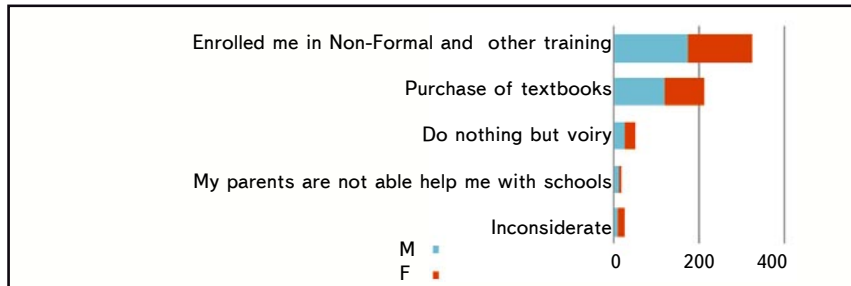 Enrolled me in Non-Formal and other training
Purchase of textbooks
Do nothing but voiry
My parents are not able help me with schools
Inconsiderate
M
F
0 200 400